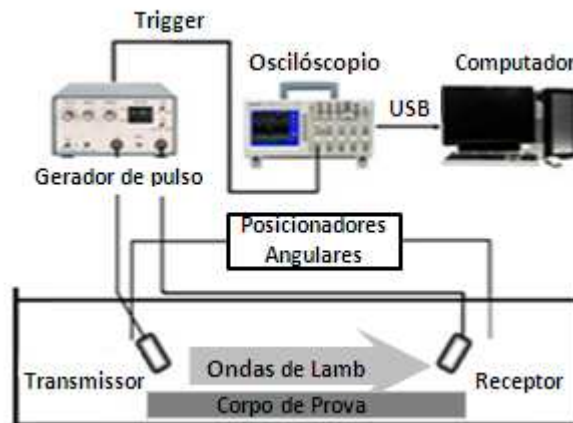 Trigger
Osciloscópio
Computador
USB
Gerador de pulso
Posicionadores
Angulares
Transmissor
Ondas de Lamb
Receptor
Corpo de Prova